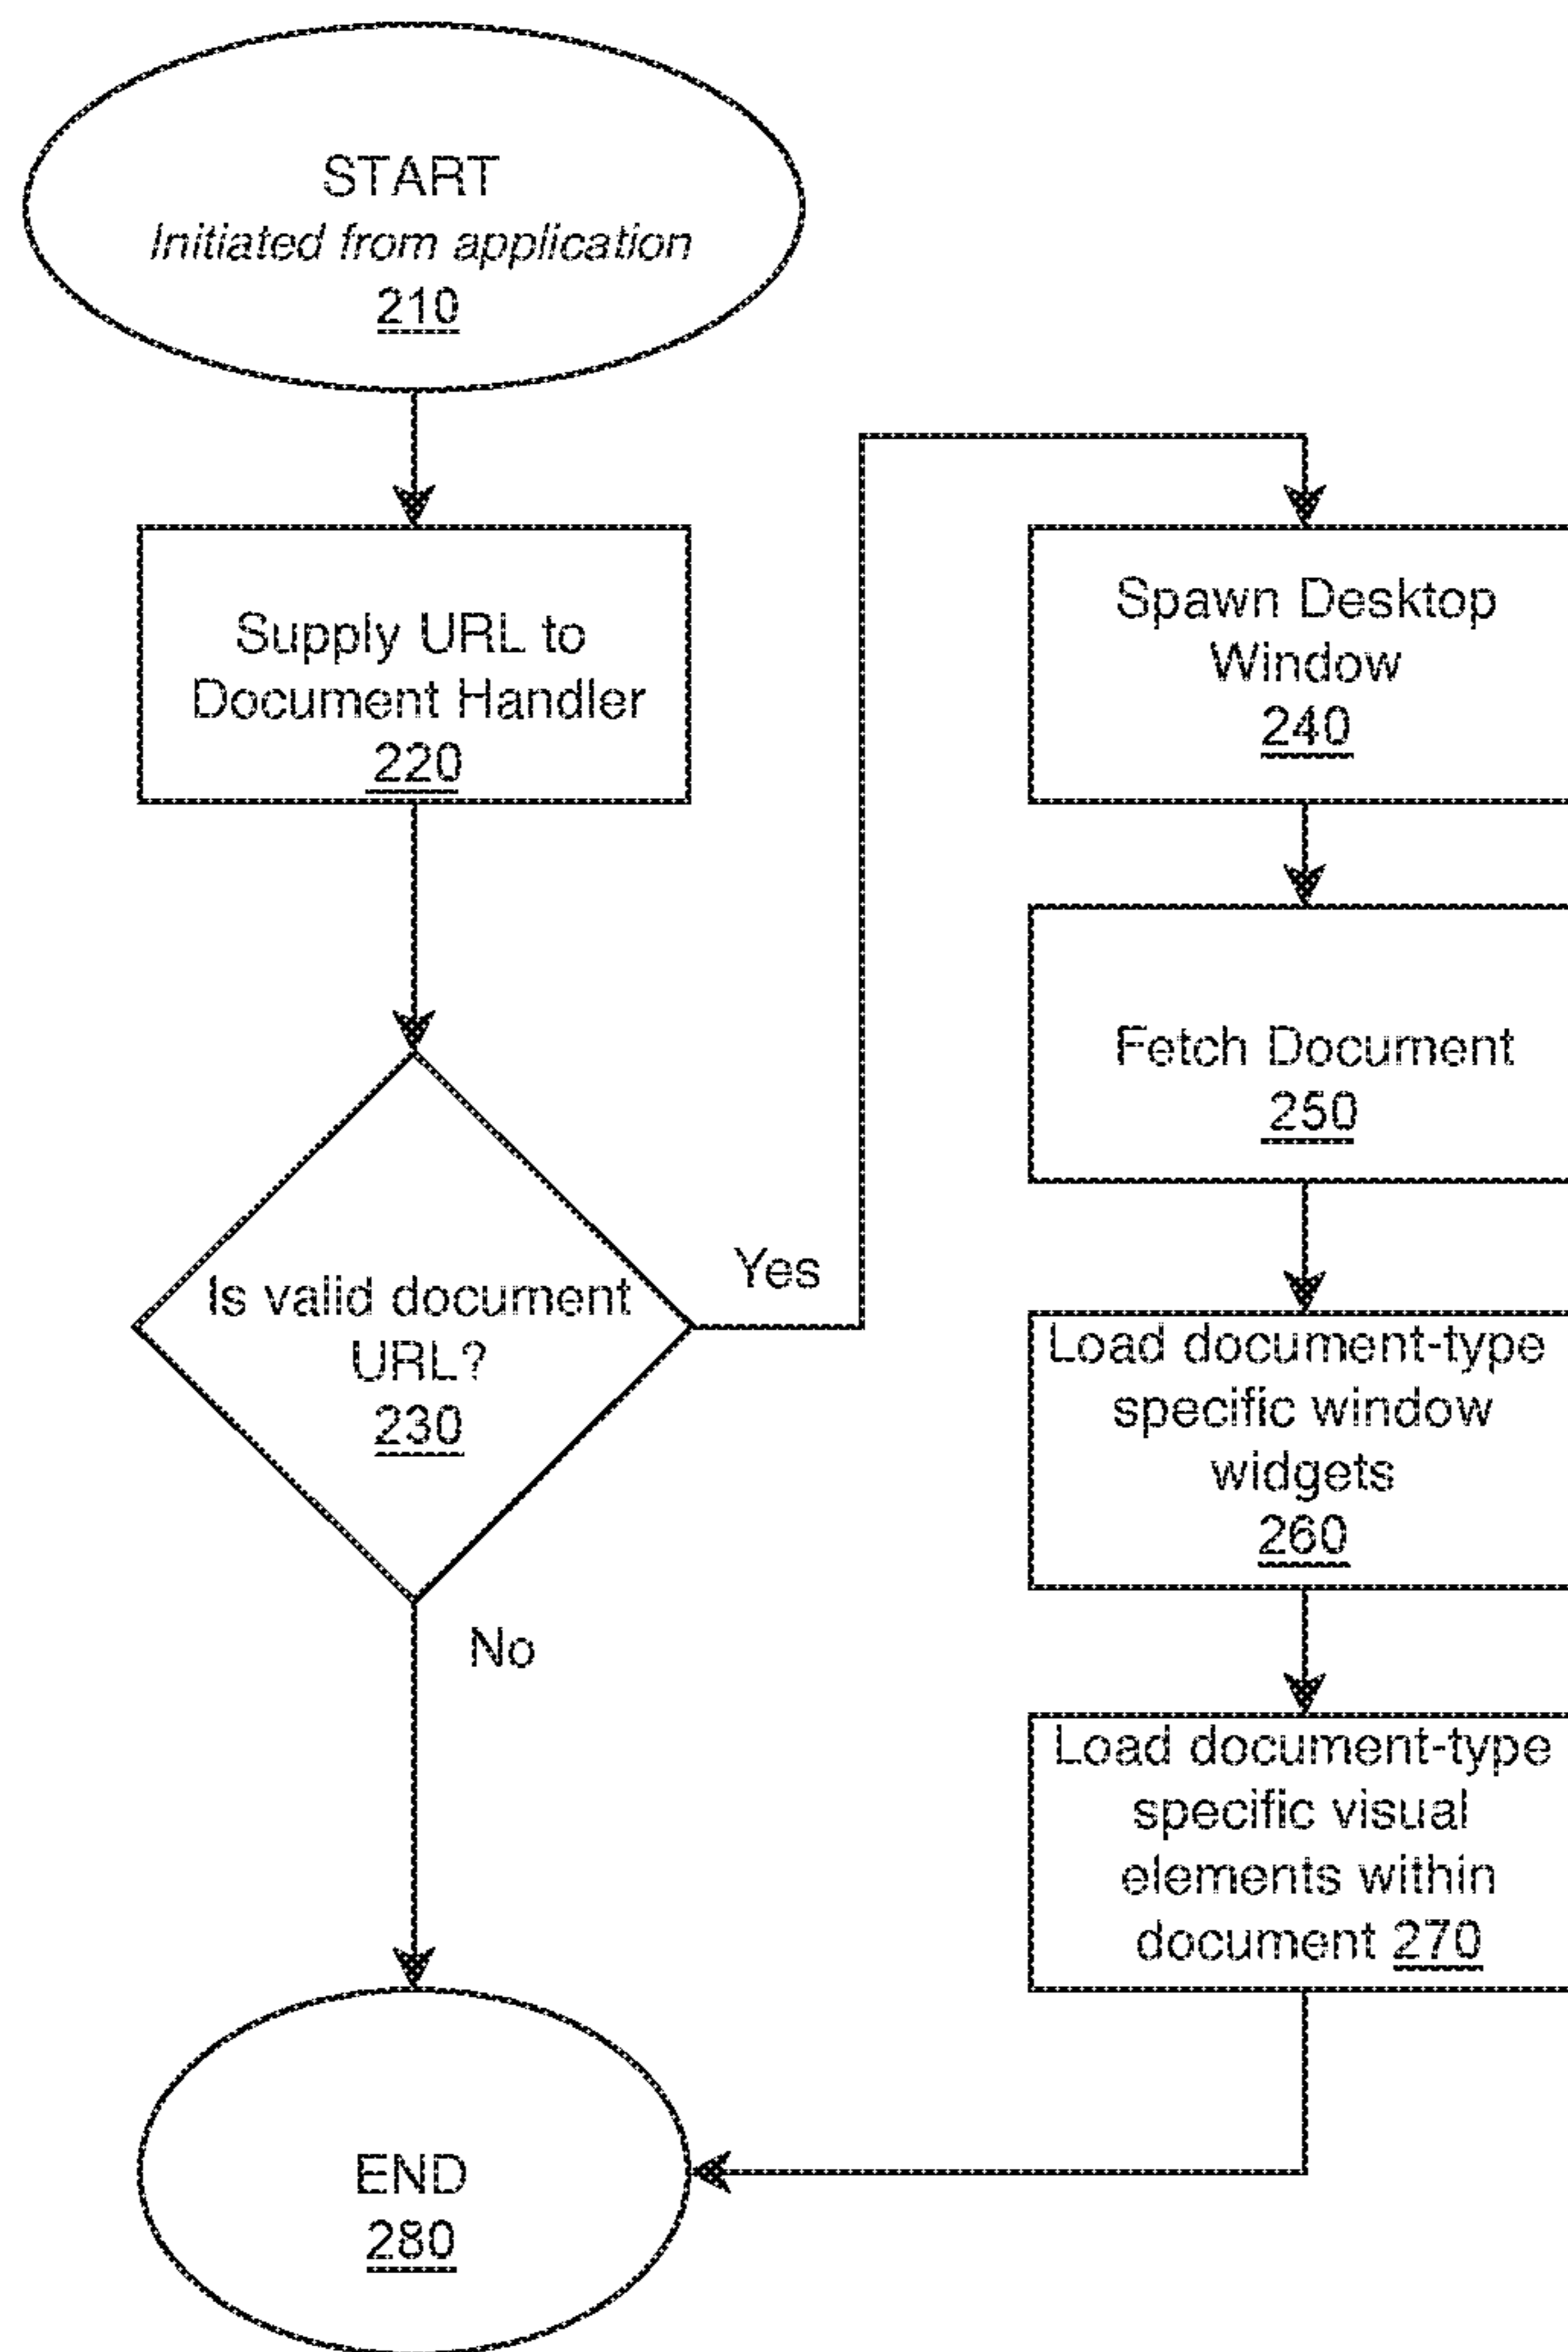 START
Initiated from application
210
Supply URL to
Document Handler
220
Is valid document
URL?
230
Yes
No
Spawn Desktop
Window
240
Fetch Document
250
Load document-type
specific window
widgets
260
Load document-type
specific visual
elements within
document 270
END
280